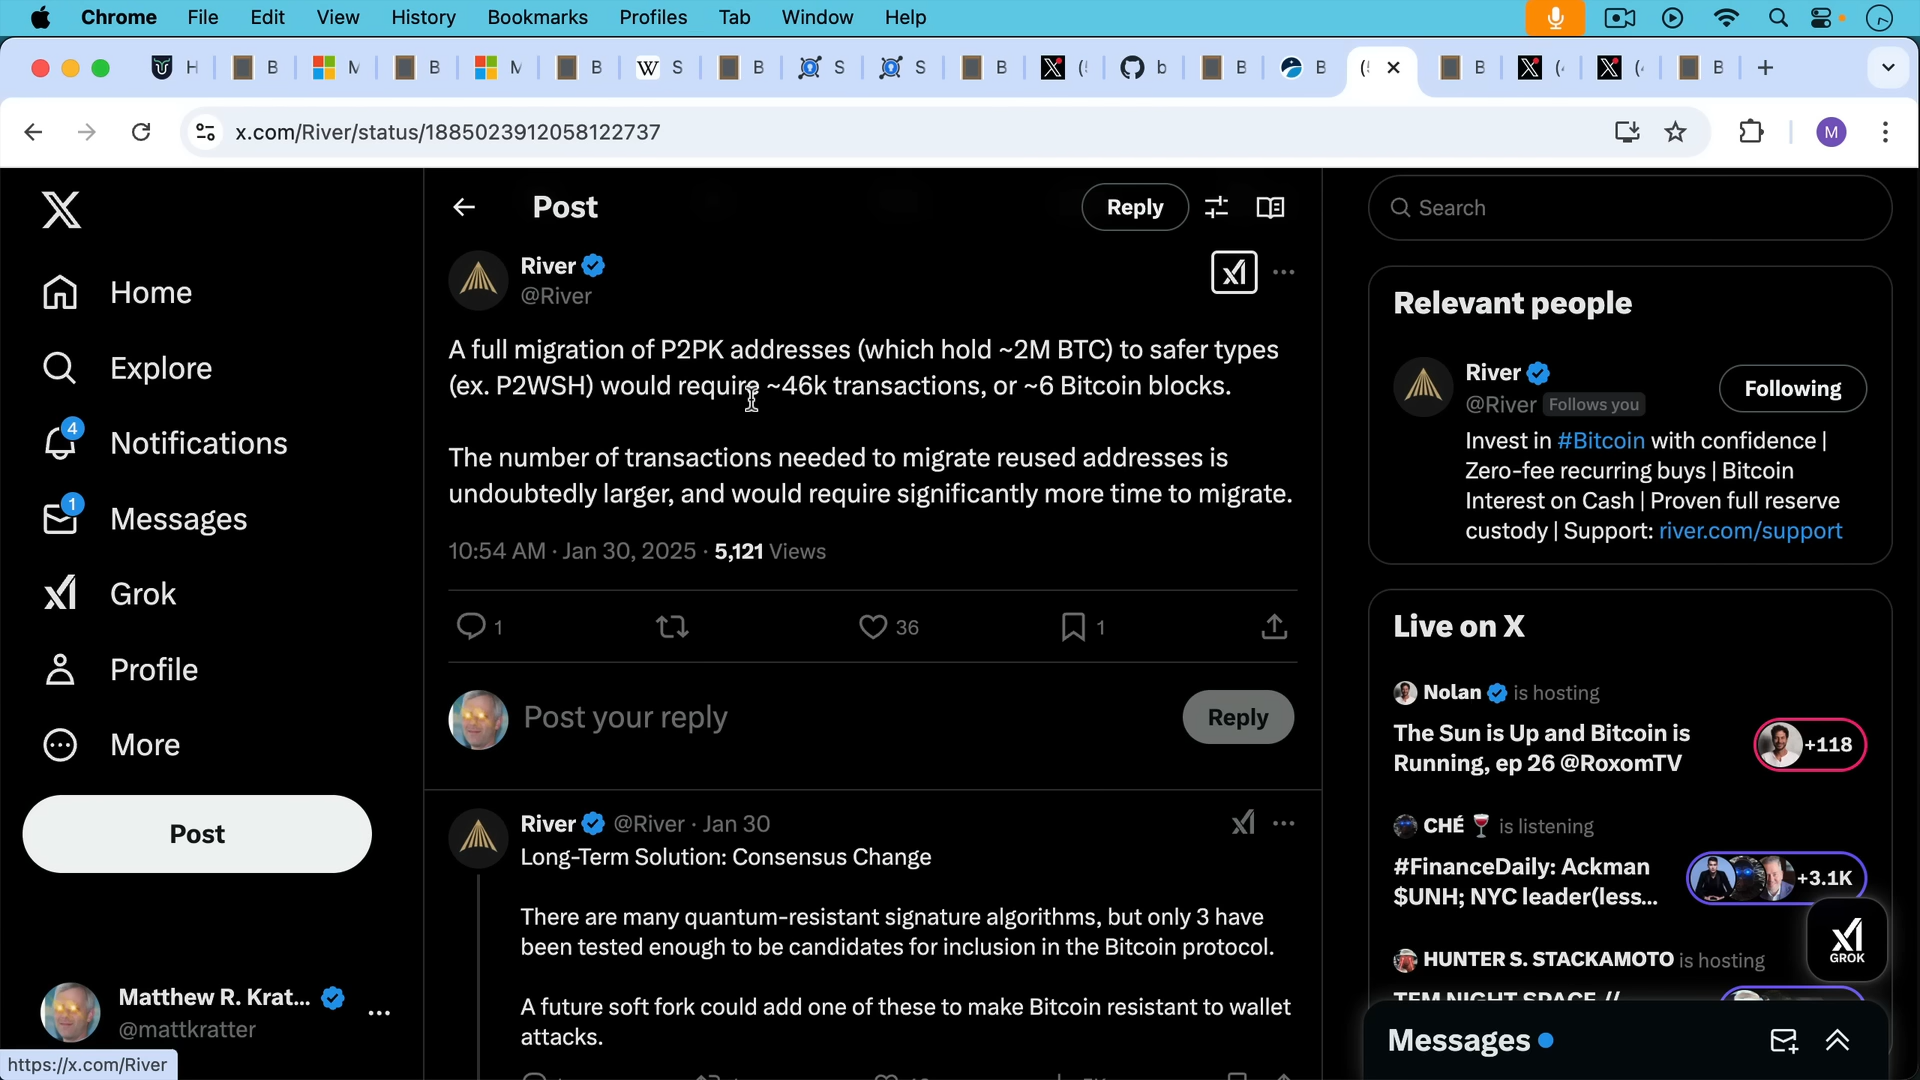 Chrome File Edit View History Bookmarks Profiles Tab Window Help
H B M B M B W S B S S B ( b B B ( B ( ( B
x.com/River/status/1885023912058122737
M
Home
Explore
4
Notifications
1
Messages
Grok
Profile
More
Post
Matthew R. Krat...
@mattkratter
https://x.com/River
Post
Reply
River
@River
A full migration of P2PK addresses (which hold ~2M BTC) to safer types
(ex. P2WSH) would require ~46k transactions, or ~6 Bitcoin blocks.
The number of transactions needed to migrate reused addresses is
undoubtedly larger, and would require significantly more time to migrate.
10:54 AM · Jan 30, 2025 · 5,121 Views
1 36 1
Post your reply
Reply
River @River · Jan 30
Long-Term Solution: Consensus Change
There are many quantum-resistant signature algorithms, but only 3 have
been tested enough to be candidates for inclusion in the Bitcoin protocol.
A future soft fork could add one of these to make Bitcoin resistant to wallet
attacks.
Search
Relevant people
River
@River Follows you
Following
Invest in #Bitcoin with confidence |
Zero-fee recurring buys | Bitcoin
Interest on Cash | Proven full reserve
custody | Support: river.com/support
Live on X
Nolan is hosting
The Sun is Up and Bitcoin is
Running, ep 26 @RoxomTV
+118
CHÉ 🍷 is listening
#FinanceDaily: Ackman
$UNH; NYC leader(less...
+3.1K
HUNTER S. STACKAMOTO is hosting
GROK
Messages